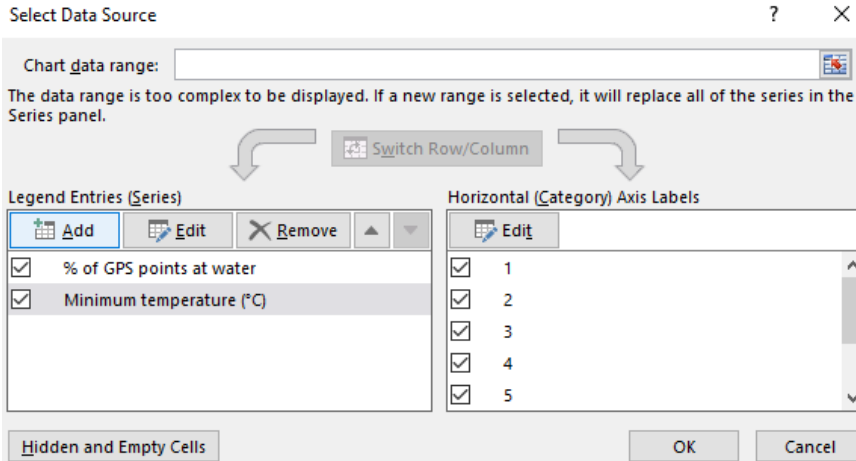 Select Data Source ? ×
Chart data range:
The data range is too complex to be displayed. If a new range is selected, it will replace all of the series in the
Series panel.
Switch Row/Column
Legend Entries (Series) Horizontal (Category) Axis Labels
Add Edit Remove Edit
% of GPS points at water 1
Minimum temperature (°C) 2
3
4
5
Hidden and Empty Cells OK Cancel